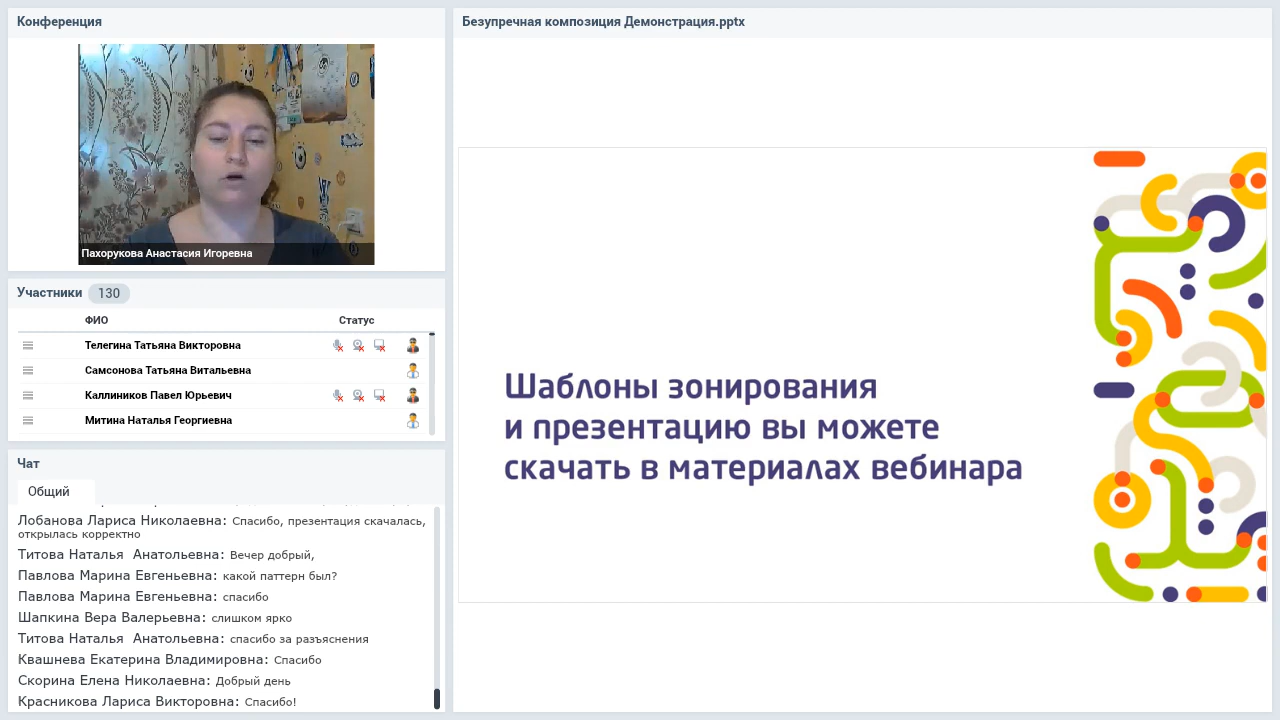 Конференция
Пахорукова Анастасия Игоревна
Участники 130
ФИО Статус
Телегина Татьяна Викторовна
Самсонова Татьяна Витальевна
Каллиников Павел Юрьевич
Митина Наталья Георгиевна
Чат
Общий
Лобанова Лариса Николаевна: Спасибо, презентация скачалась,
открылась корректно
Титова Наталья  Анатольевна: Вечер добрый,
Павлова Марина Евгеньевна: какой паттерн был?
Павлова Марина Евгеньевна: спасибо
Шапкина Вера Валерьевна: слишком ярко
Титова Наталья  Анатольевна: спасибо за разъяснения
Квашнева Екатерина Владимировна: Спасибо
Скорина Елена Николаевна: Добрый день
Красникова Лариса Викторовна: Спасибо!
Безупречная композиция Демонстрация.pptx
Шаблоны зонирования
и презентацию вы можете
скачать в материалах вебинара